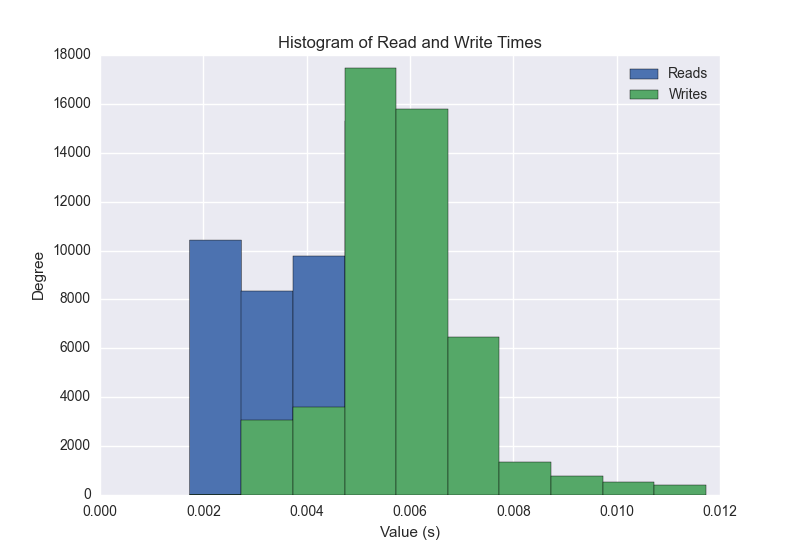 Histogram of Read and Write Times
18000
16000
14000
12000
10000
8000
6000
4000
2000
0
Degree
Reads
Writes
0.000 0.002 0.004 0.006 0.008 0.010 0.012
Value (s)